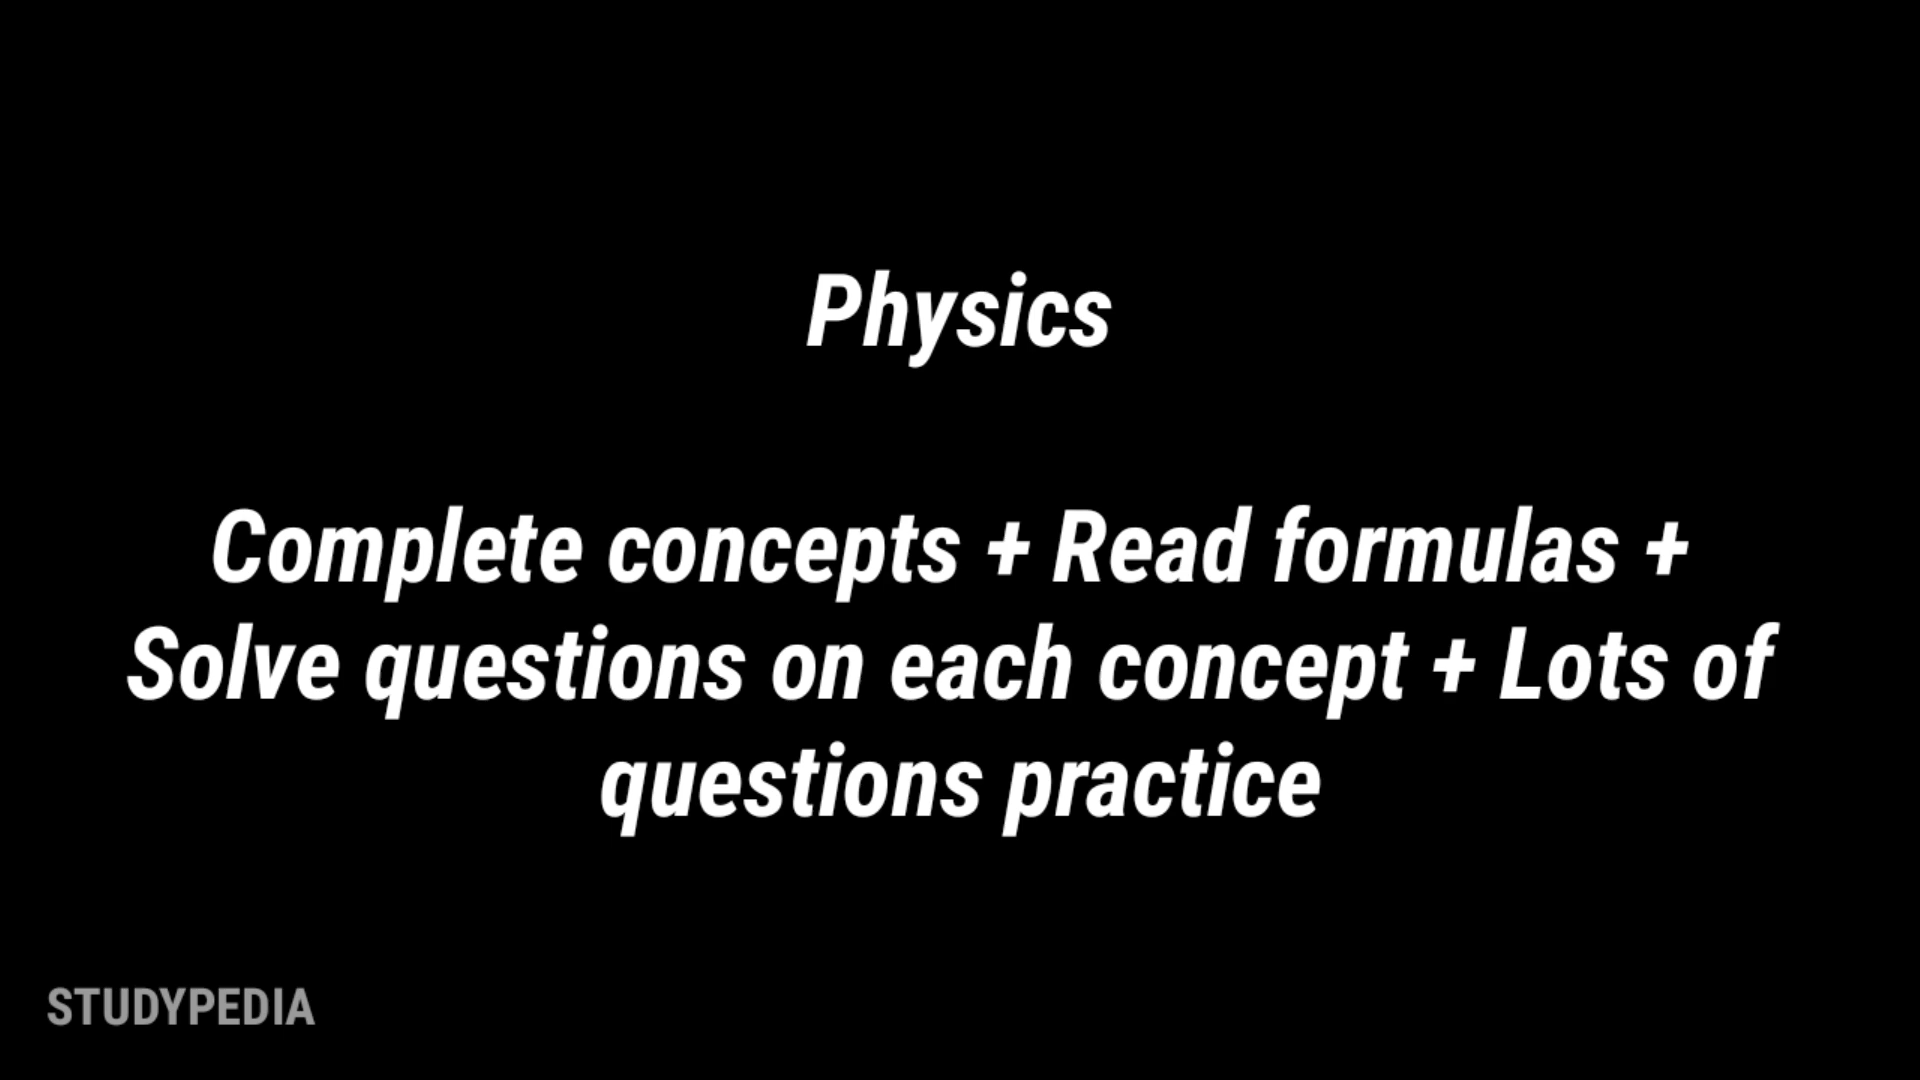 Physics
Complete concepts + Read formulas +
Solve questions on each concept + Lots of
questions practice
STUDYPEDIA